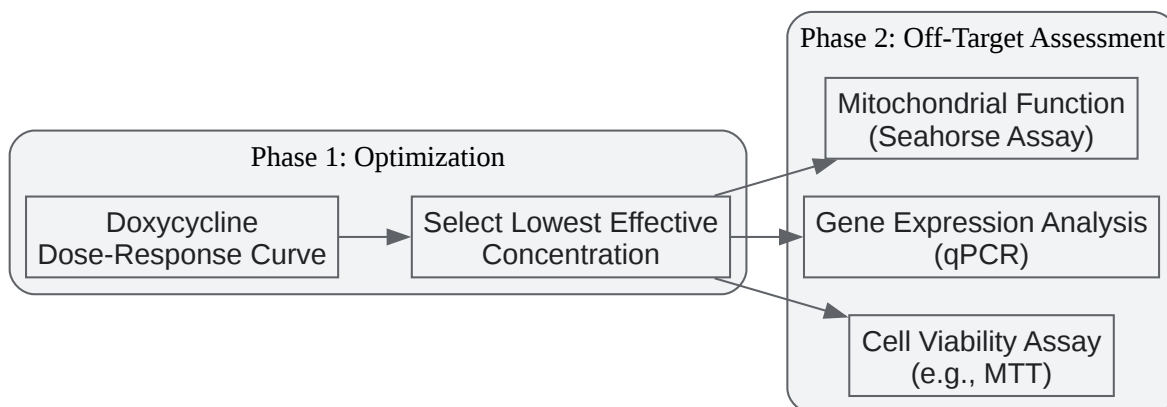 Phase 1: Optimization
Doxycycline
Dose-Response Curve
Select Lowest Effective
Concentration
Phase 2: Off-Target Assessment
Mitochondrial Function
(Seahorse Assay)
Gene Expression Analysis
(qPCR)
Cell Viability Assay
(e.g., MTT)